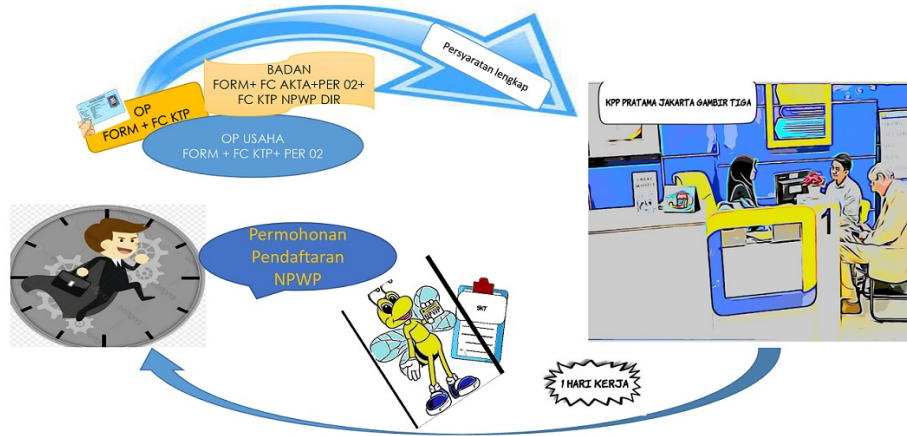 Persyaratan lengkap
BADAN
FORM+ FC AKTA+PER 02+
FC KTP NPWP DIR
OP
FORM + FC KTP
OP USAHA
FORM + FC KTP+ PER 02
KPP PRATAMA JAKARTA GAMBIR TIGA
1
Permohonan
Pendaftaran
NPWP
NPWP
SKT
1 HARI KERJA